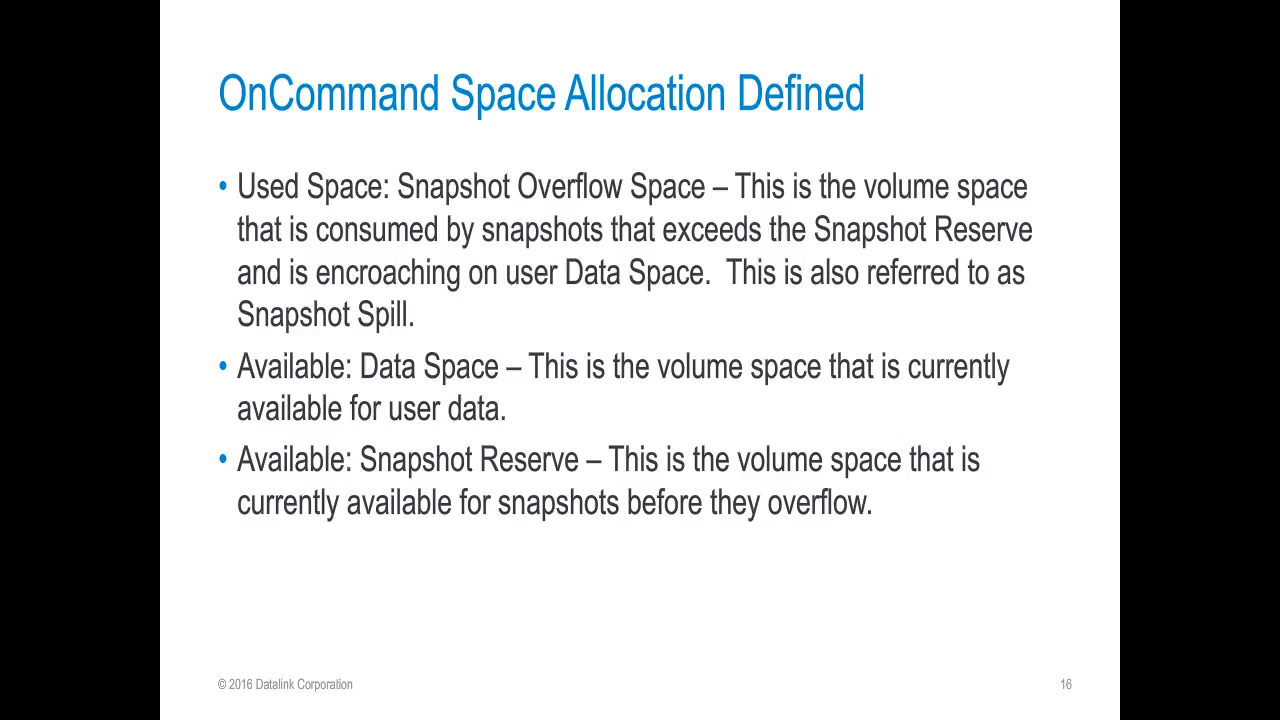 OnCommand Space Allocation Defined
• Used Space: Snapshot Overflow Space – This is the volume space
that is consumed by snapshots that exceeds the Snapshot Reserve
and is encroaching on user Data Space.  This is also referred to as
Snapshot Spill.
• Available: Data Space – This is the volume space that is currently
available for user data.
• Available: Snapshot Reserve – This is the volume space that is
currently available for snapshots before they overflow.
© 2016 Datalink Corporation
16